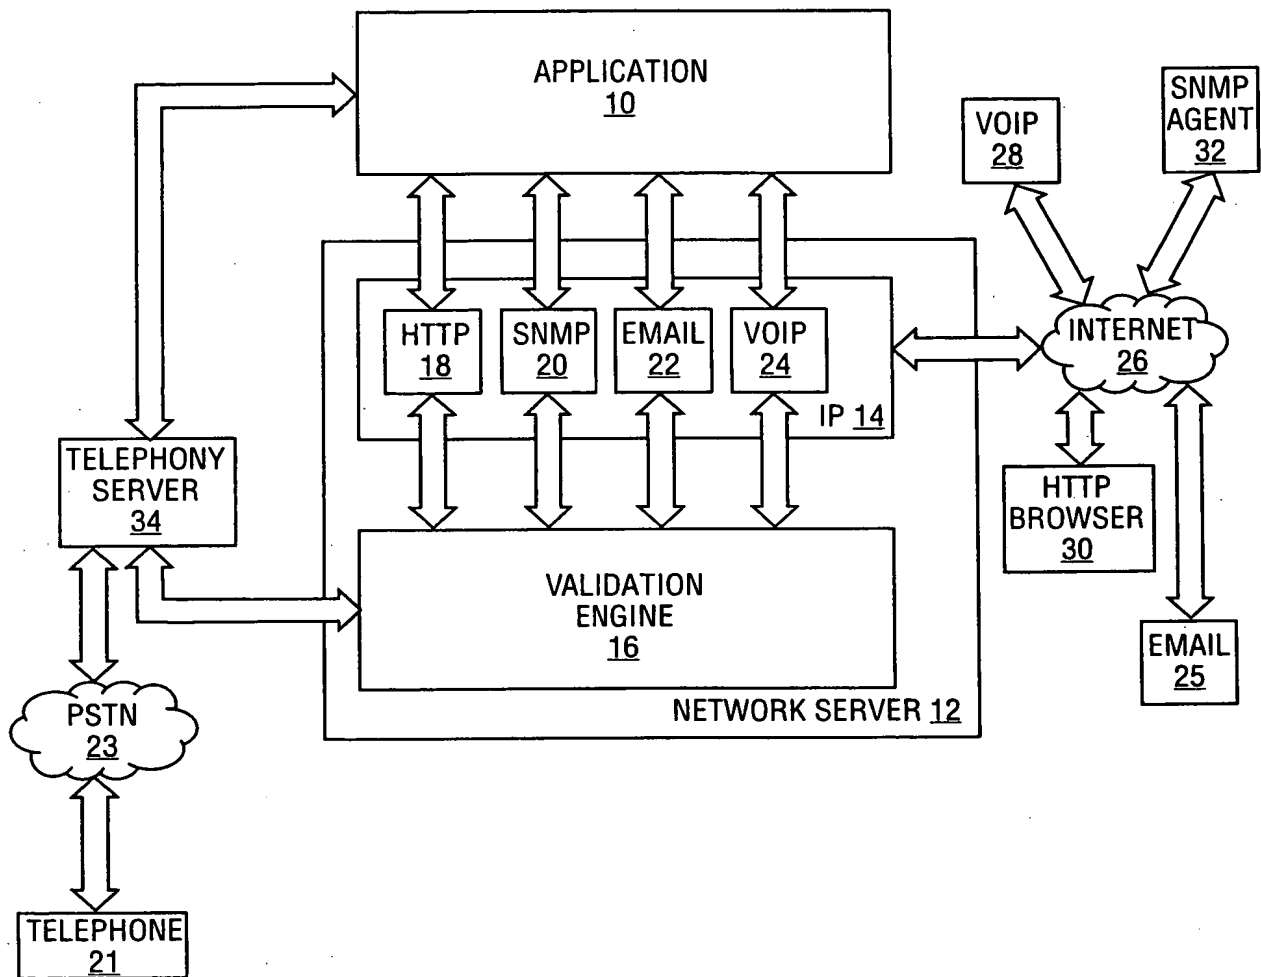 APPLICATION
10
VOIP
28
SNMP
AGENT
32
HTTP
18
SNMP
20
EMAIL
22
VOIP
24
IP 14
INTERNET
26
TELEPHONY
SERVER
34
HTTP
BROWSER
30
VALIDATION
ENGINE
16
EMAIL
25
NETWORK SERVER 12
PSTN
23
TELEPHONE
21